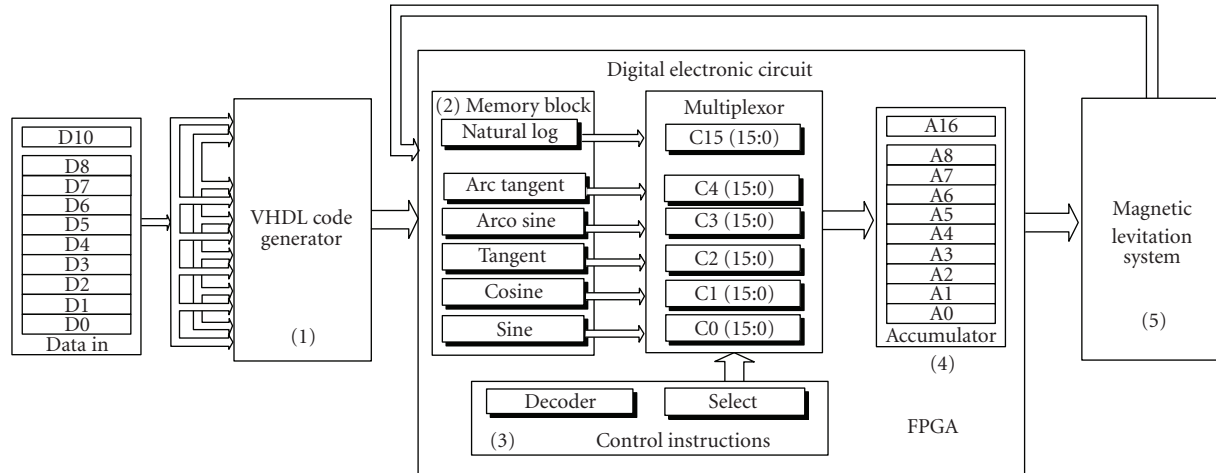 Data in
D10
D8
D7
D6
D5
D4
D3
D2
D1
D0
VHDL code
generator
(1)
Digital electronic circuit
(2) Memory block
Natural log
Arc tangent
Arco sine
Tangent
Cosine
Sine
Multiplexor
C15 (15:0)
C4 (15:0)
C3 (15:0)
C2 (15:0)
C1 (15:0)
C0 (15:0)
Decoder
Select
(3)
Control instructions
A16
A8
A7
A6
A5
A4
A3
A2
A1
A0
Accumulator
(4)
FPGA
Magnetic
levitation
system
(5)